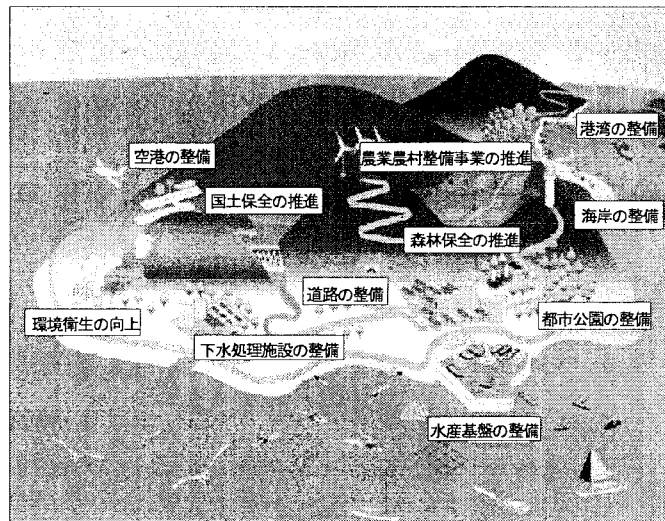 港湾の整備
空港の整備
農業農村整備事業の推進
国土保全の推進
海岸の整備
森林保全の推進
道路の整備
環境衛生の向上
都市公園の整備
下水処理施設の整備
水産基盤の整備